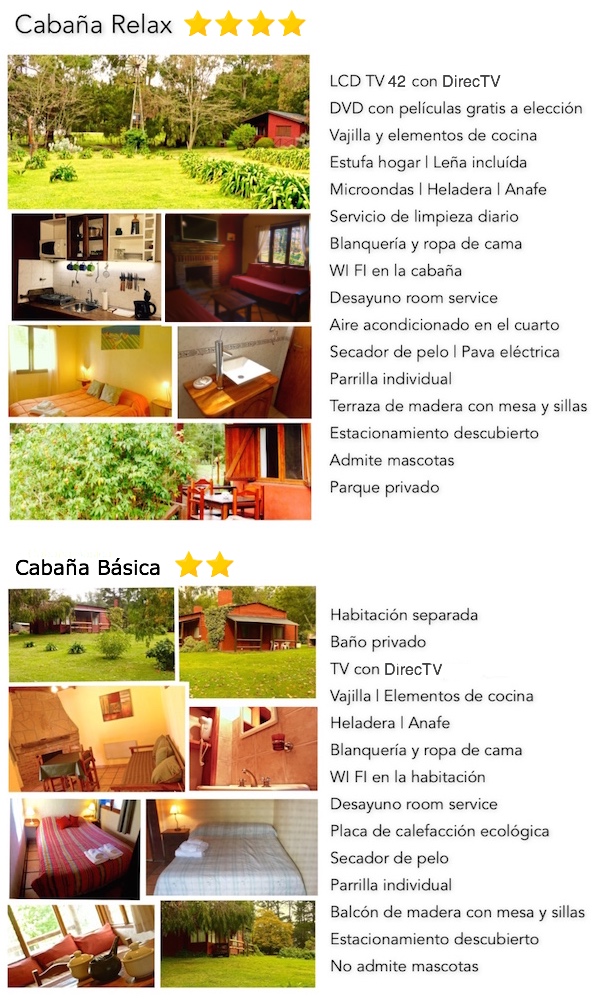 Cabaña Relax
LCD TV 42 con DirecTV
DVD con películas gratis a elección
Vajilla y elementos de cocina
Estufa hogar | Leña incluída
Microondas | Heladera | Anafe
Servicio de limpieza diario
Blanquería y ropa de cama
WI FI en la cabaña
Desayuno room service
Aire acondicionado en el cuarto
Secador de pelo | Pava eléctrica
Parrilla individual
Terraza de madera con mesa y sillas
Estacionamiento descubierto
Admite mascotas
Parque privado
Cabaña Básica
Habitación separada
Baño privado
TV con DirecTV
Vajilla | Elementos de cocina
Heladera | Anafe
Blanquería y ropa de cama
WI FI en la habitación
Desayuno room service
Placa de calefacción ecológica
Secador de pelo
Parrilla individual
Balcón de madera con mesa y sillas
Estacionamiento descubierto
No admite mascotas